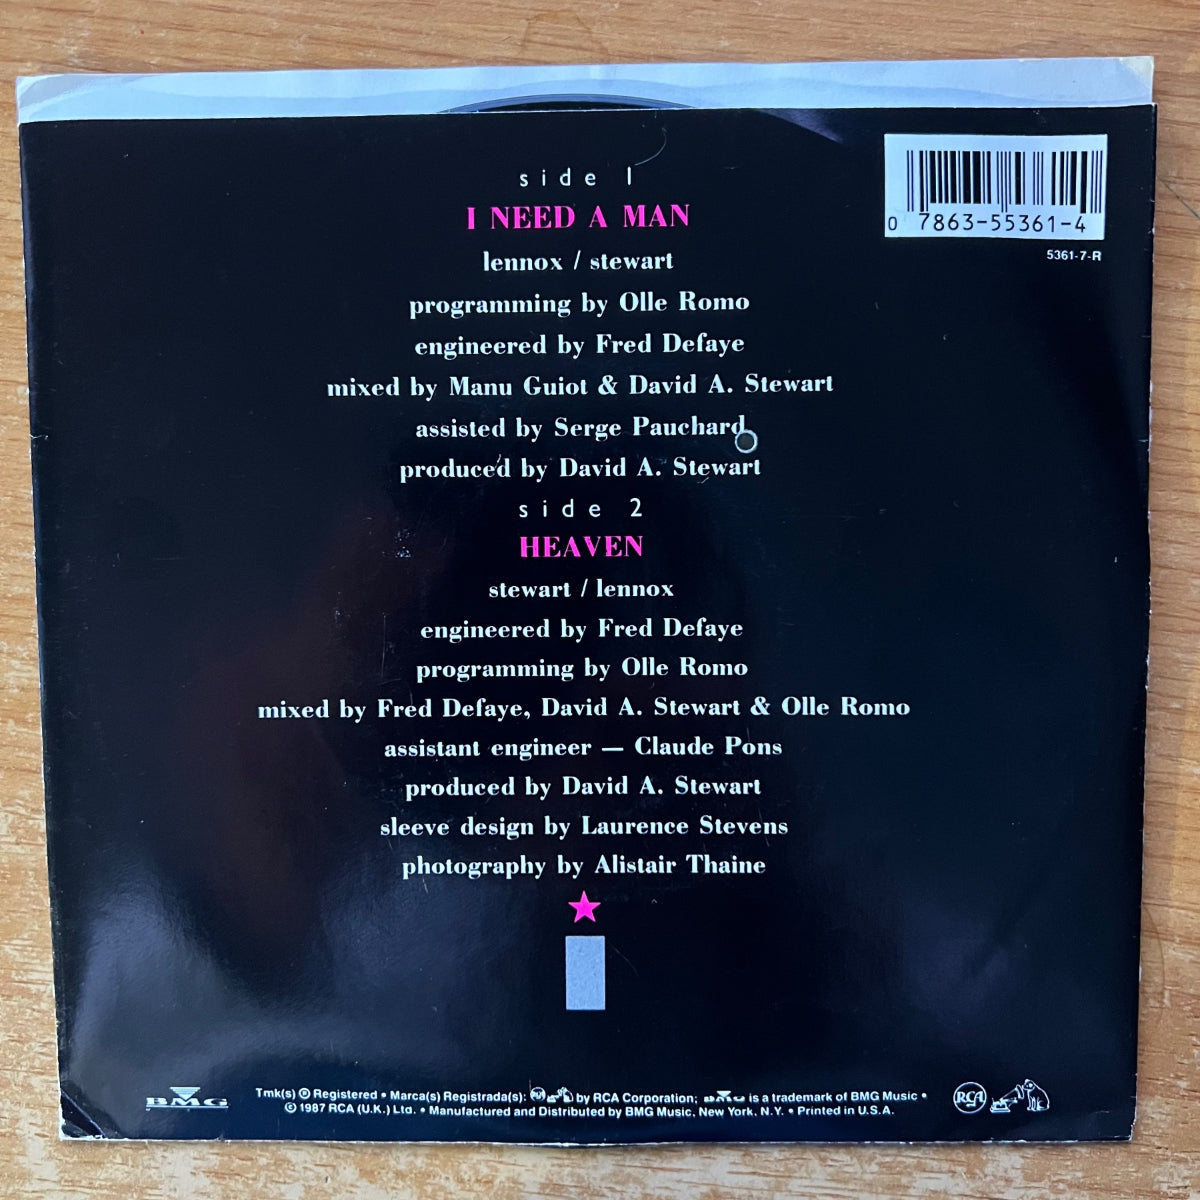 side 1
I NEED A MAN
lennox / stewart
programming by Olle Romo
engineered by Fred Defaye
mixed by Manu Guiot & David A. Stewart
assisted by Serge Pauchard
produced by David A. Stewart
side 2
HEAVEN
stewart / lennox
engineered by Fred Defaye
programming by Olle Romo
mixed by Fred Defaye, David A. Stewart & Olle Romo
assistant engineer — Claude Pons
produced by David A. Stewart
sleeve design by Laurence Stevens
photography by Alistair Thaine
0 7863-55361-4
5361-7-R
BMG
Tmk(s) ® Registered • Marca(s) Registrada(s): RCA by RCA Corporation; BMG is a trademark of BMG Music •
© 1987 RCA (U.K.) Ltd. • Manufactured and Distributed by BMG Music, New York, N.Y. • Printed in U.S.A.
RCA